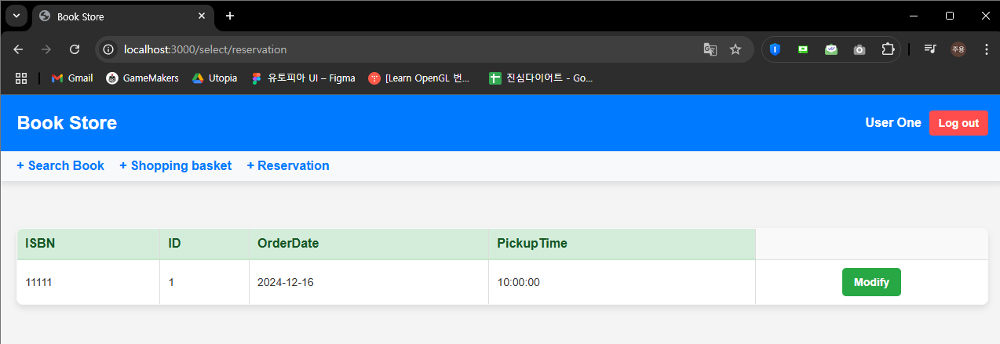 Book Store
localhost:3000/select/reservation
주용
Gmail GameMakers Utopia 유토피아 UI – Figma [Learn OpenGL 번... 진심다이어트 - Go...
Book Store User One Log out
+ Search Book + Shopping basket + Reservation
ISBN ID OrderDate PickupTime
11111 1 2024-12-16 10:00:00 Modify